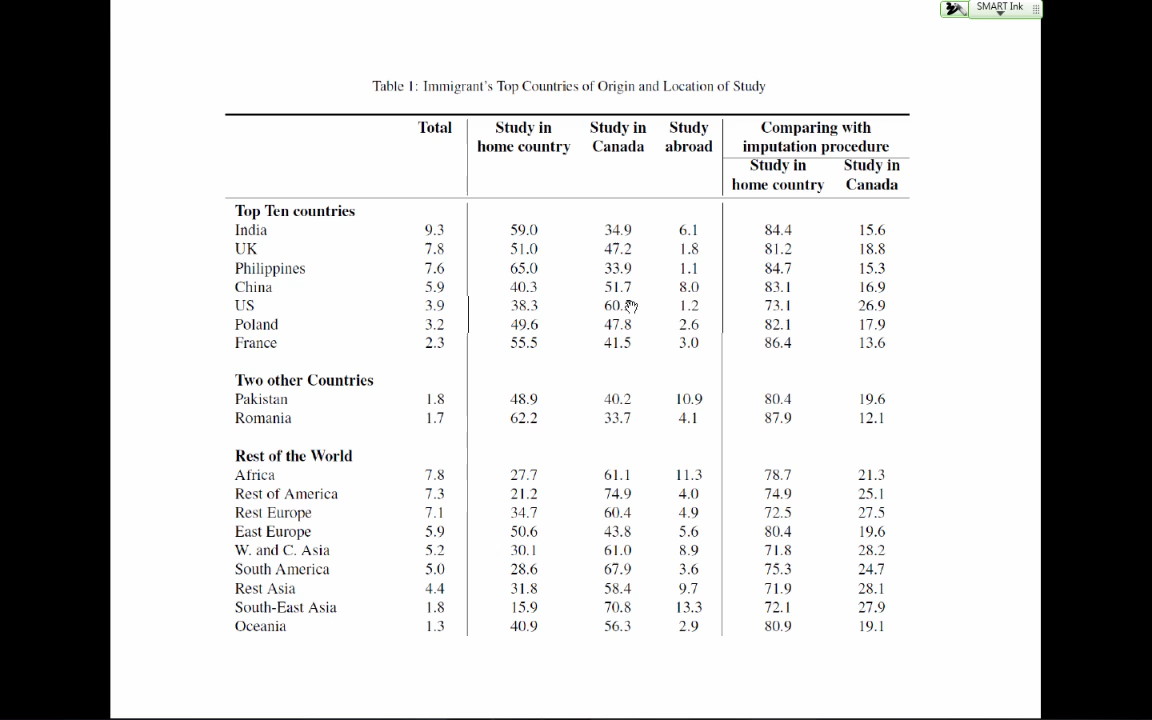 SMART Ink
Table 1: Immigrant's Top Countries of Origin and Location of Study
Total Study in home country Study in Canada Study abroad Comparing with imputation procedure
Study in home country Study in Canada
Top Ten countries
India 9.3 59.0 34.9 6.1 84.4 15.6
UK 7.8 51.0 47.2 1.8 81.2 18.8
Philippines 7.6 65.0 33.9 1.1 84.7 15.3
China 5.9 40.3 51.7 8.0 83.1 16.9
US 3.9 38.3 1.2 73.1 26.9
Poland 3.2 49.6 47.8 2.6 82.1 17.9
France 2.3 55.5 41.5 3.0 86.4 13.6
Two other Countries
Pakistan 1.8 48.9 40.2 10.9 80.4 19.6
Romania 1.7 62.2 33.7 4.1 87.9 12.1
Rest of the World
Africa 7.8 27.7 61.1 11.3 78.7 21.3
Rest of America 7.3 21.2 74.9 4.0 74.9 25.1
Rest Europe 7.1 34.7 60.4 4.9 72.5 27.5
East Europe 5.9 50.6 43.8 5.6 80.4 19.6
W. and C. Asia 5.2 30.1 61.0 8.9 71.8 28.2
South America 5.0 28.6 67.9 3.6 75.3 24.7
Rest Asia 4.4 31.8 58.4 9.7 71.9 28.1
South-East Asia 1.8 15.9 70.8 13.3 72.1 27.9
Oceania 1.3 40.9 56.3 2.9 80.9 19.1